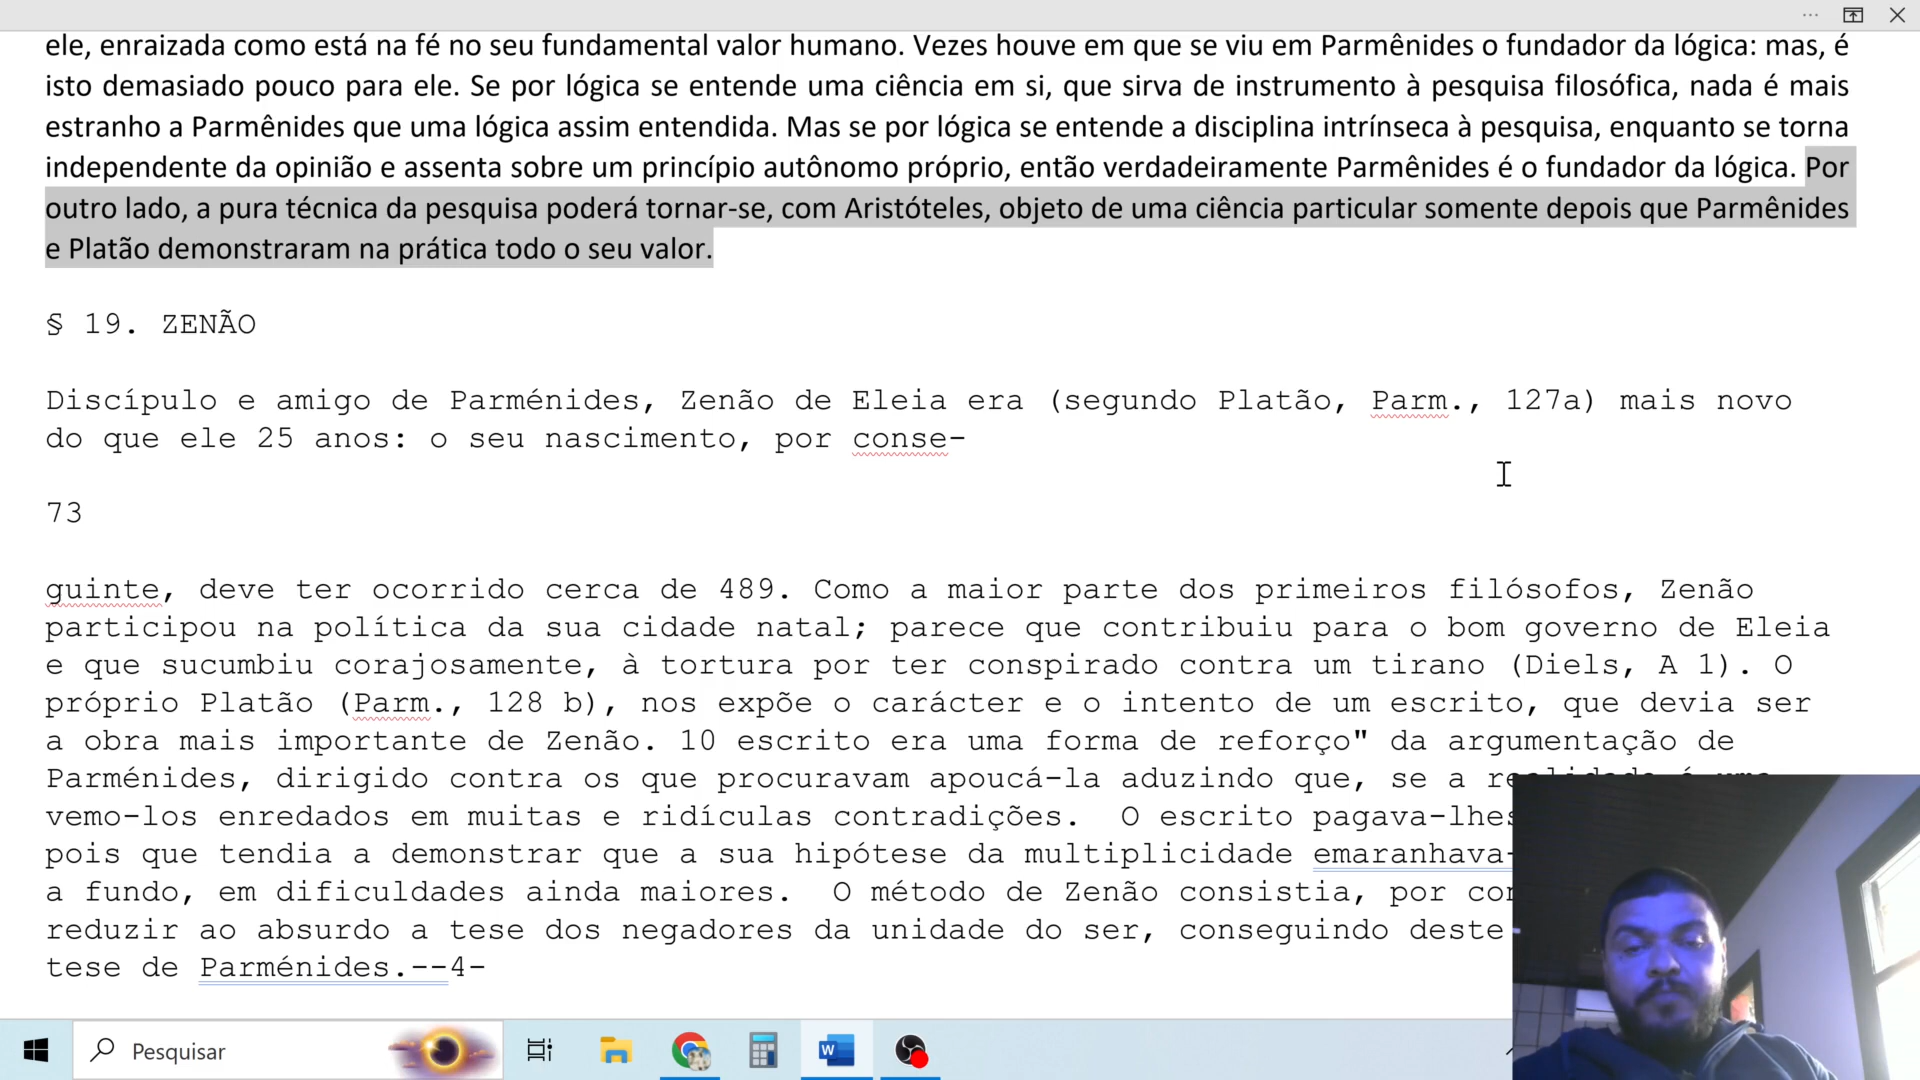 ele, enraizada como está na fé no seu fundamental valor humano. Vezes houve em que se viu em Parmênides o fundador da lógica: mas, é
isto demasiado pouco para ele. Se por lógica se entende uma ciência em si, que sirva de instrumento à pesquisa filosófica, nada é mais
estranho a Parmênides que uma lógica assim entendida. Mas se por lógica se entende a disciplina intrínseca à pesquisa, enquanto se torna
independente da opinião e assenta sobre um princípio autônomo próprio, então verdadeiramente Parmênides é o fundador da lógica. Por
outro lado, a pura técnica da pesquisa poderá tornar-se, com Aristóteles, objeto de uma ciência particular somente depois que Parmênides
e Platão demonstraram na prática todo o seu valor.
§ 19. ZENÃO
Discípulo e amigo de Parménides, Zenão de Eleia era (segundo Platão, Parm., 127a) mais novo
do que ele 25 anos: o seu nascimento, por conse-
73
guinte, deve ter ocorrido cerca de 489. Como a maior parte dos primeiros filósofos, Zenão
participou na política da sua cidade natal; parece que contribuiu para o bom governo de Eleia
e que sucumbiu corajosamente, à tortura por ter conspirado contra um tirano (Diels, A 1). O
próprio Platão (Parm., 128 b), nos expõe o carácter e o intento de um escrito, que devia ser
a obra mais importante de Zenão. 10 escrito era uma forma de reforço" da argumentação de
Parménides, dirigido contra os que procuravam apoucá-la aduzindo que, se a realidade é uma
vemo-los enredados em muitas e ridículas contradições.  O escrito pagava-lhes
pois que tendia a demonstrar que a sua hipótese da multiplicidade emaranhava-
a fundo, em dificuldades ainda maiores.  O método de Zenão consistia, por
reduzir ao absurdo a tese dos negadores da unidade do ser, conseguindo deste
tese de Parménides.--4-
Pesquisar